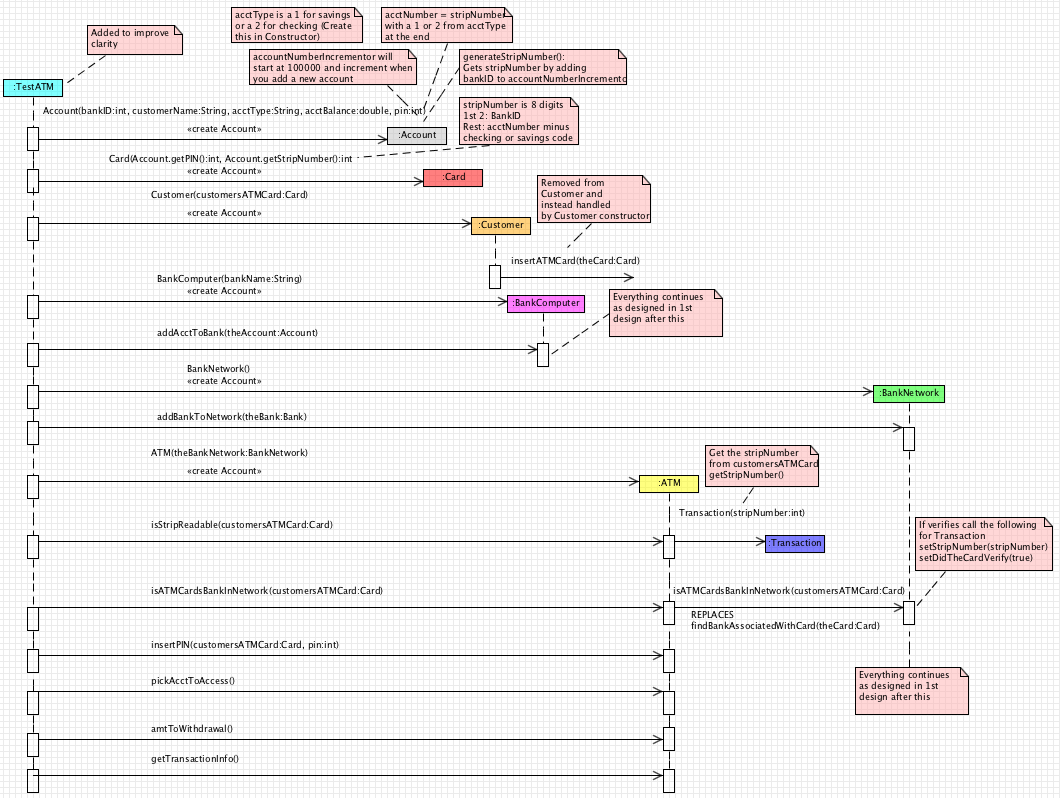 acctType is a 1 for savings
or a 2 for checking (Create
this in Constructor)
acctNumber = stripNumber
with a 1 or 2 from acctType
at the end
Added to improve
clarity
accountNumberIncrementor will
start at 100000 and increment when
you add a new account
generateStripNumber():
Gets stripNumber by adding
bankID to accountNumberIncremento
:TestATM
Account(bankID:int, customerName:String, acctType:String, acctBalance:double, pin:int)
stripNumber is 8 digits
1st 2: BankID
Rest: acctNumber minus
checking or savings code
«create Account»
:Account
Card(Account.getPIN():int, Account.getStripNumber():int
«create Account»
:Card
Customer(customersATMCard:Card)
«create Account»
:Customer
Removed from
Customer and
instead handled
by Customer constructor
insertATMCard(theCard:Card)
BankComputer(bankName:String)
«create Account»
:BankComputer
Everything continues
as designed in 1st
design after this
addAcctToBank(theAccount:Account)
BankNetwork()
«create Account»
:BankNetwork
addBankToNetwork(theBank:Bank)
ATM(theBankNetwork:BankNetwork)
«create Account»
:ATM
Get the stripNumber
from customersATMCard
getStripNumber()
Transaction(stripNumber:int)
isStripReadable(customersATMCard:Card)
:Transaction
If verifies call the following
for Transaction
setStripNumber(stripNumber)
setDidTheCardVerify(true)
isATMCardsBankInNetwork(customersATMCard:Card)
isATMCardsBankInNetwork(customersATMCard:Card)
REPLACES
findBankAssociatedWithCard(theCard:Card)
insertPIN(customersATMCard:Card, pin:int)
pickAcctToAccess()
Everything continues
as designed in 1st
design after this
amtToWithdrawal()
getTransactionInfo()